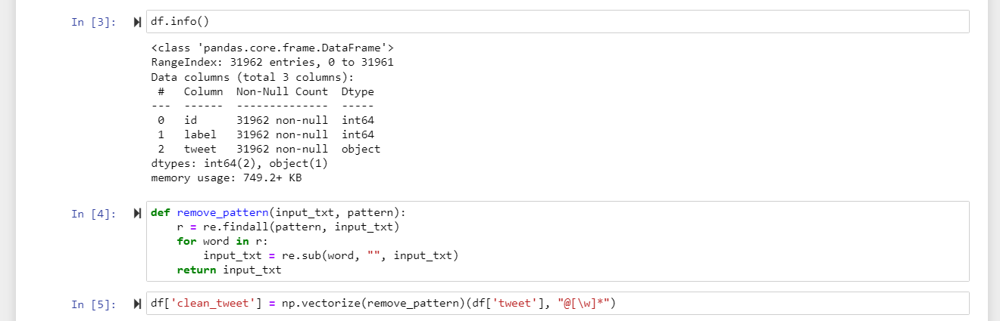 In [3]: df.info()
<class 'pandas.core.frame.DataFrame'>
RangeIndex: 31962 entries, 0 to 31961
Data columns (total 3 columns):
 #   Column  Non-Null Count  Dtype
---  ------  --------------  -----
 0   id      31962 non-null  int64
 1   label   31962 non-null  int64
 2   tweet   31962 non-null  object
dtypes: int64(2), object(1)
memory usage: 749.2+ KB
In [4]: def remove_pattern(input_txt, pattern):
    r = re.findall(pattern, input_txt)
    for word in r:
        input_txt = re.sub(word, "", input_txt)
    return input_txt
In [5]: df['clean_tweet'] = np.vectorize(remove_pattern)(df['tweet'], "@[\w]*")